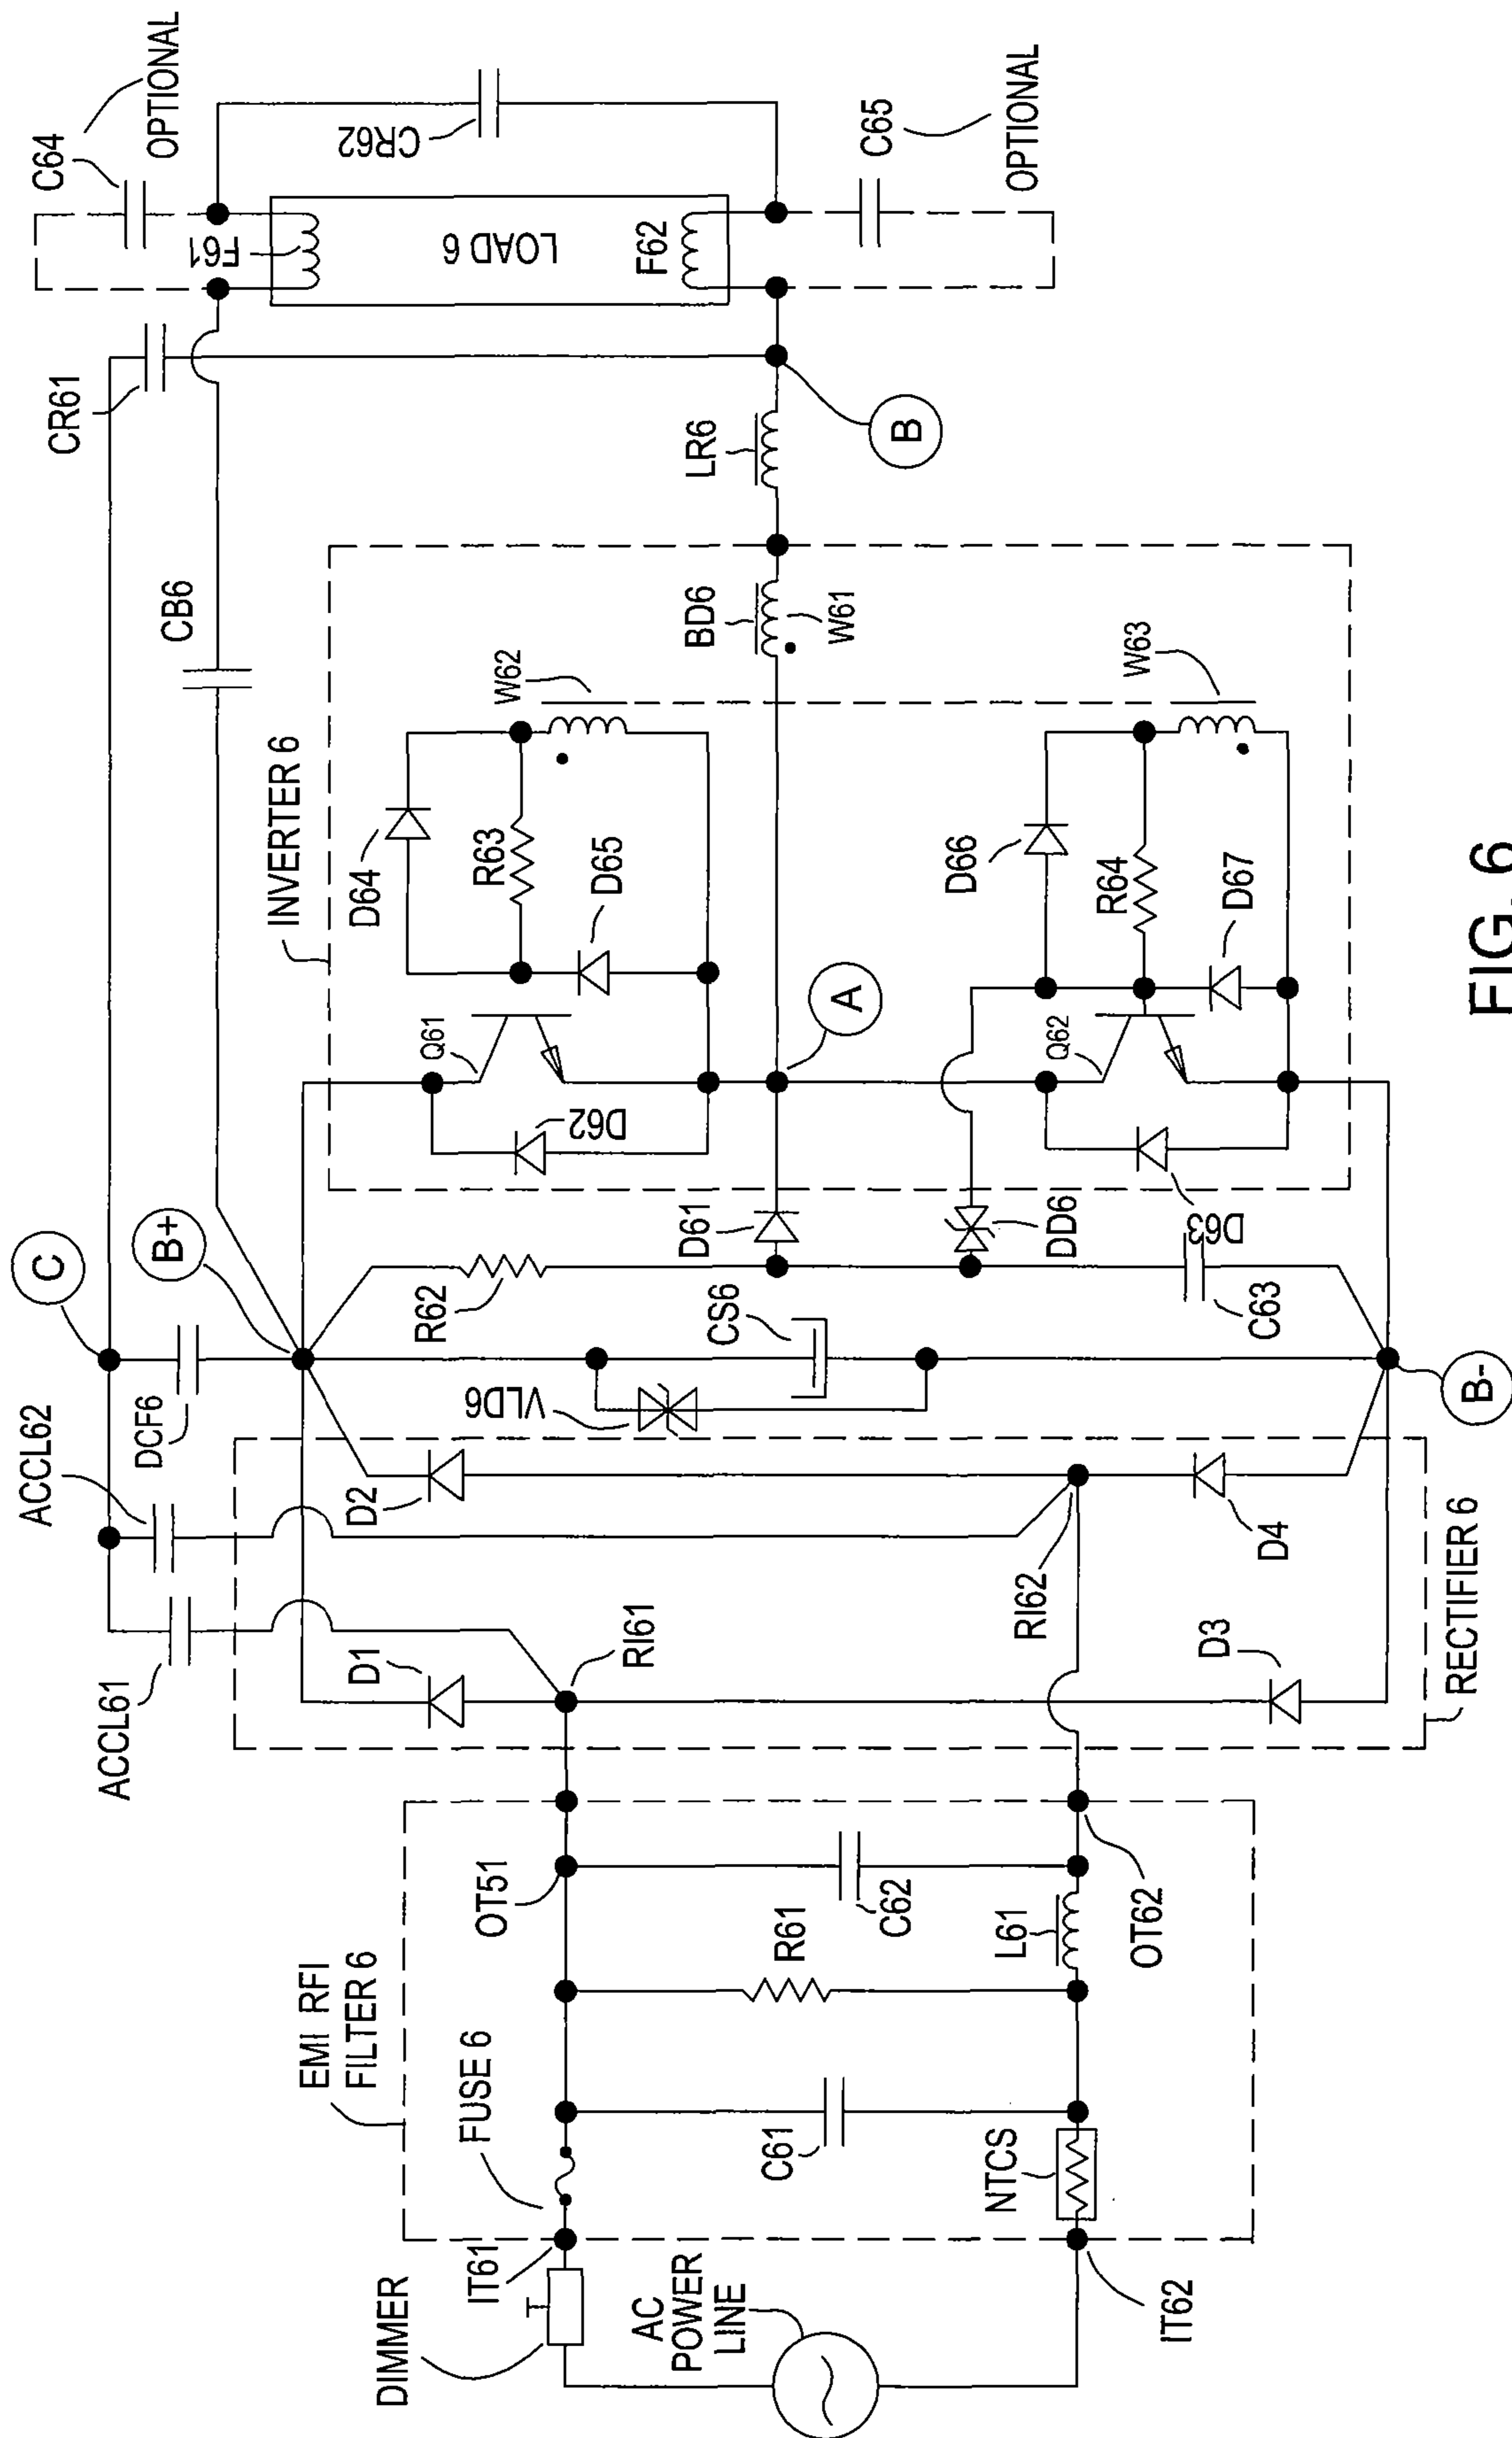 DIMMER
AC
POWER
LINE
IT61
IT62
EMI RFI
FILTER 6
FUSE 6
C61
NTCS
R61
L61
OT51
C62
OT62
ACCL61
ACCL62
D1
RI61
RI62
D3
RECTIFIER 6
D2
D4
DCF6
C
B+
VLD6
CS6
B-
R62
D61
DD6
C63
D63
D62
Q61
Q62
A
INVERTER 6
D64
R63
D65
D66
R64
D67
W62
W63
BD6
W61
CB6
LR6
B
CR61
C64
OPTIONAL
F61
LOAD 6
F62
CR62
C65
OPTIONAL
FIG. 6